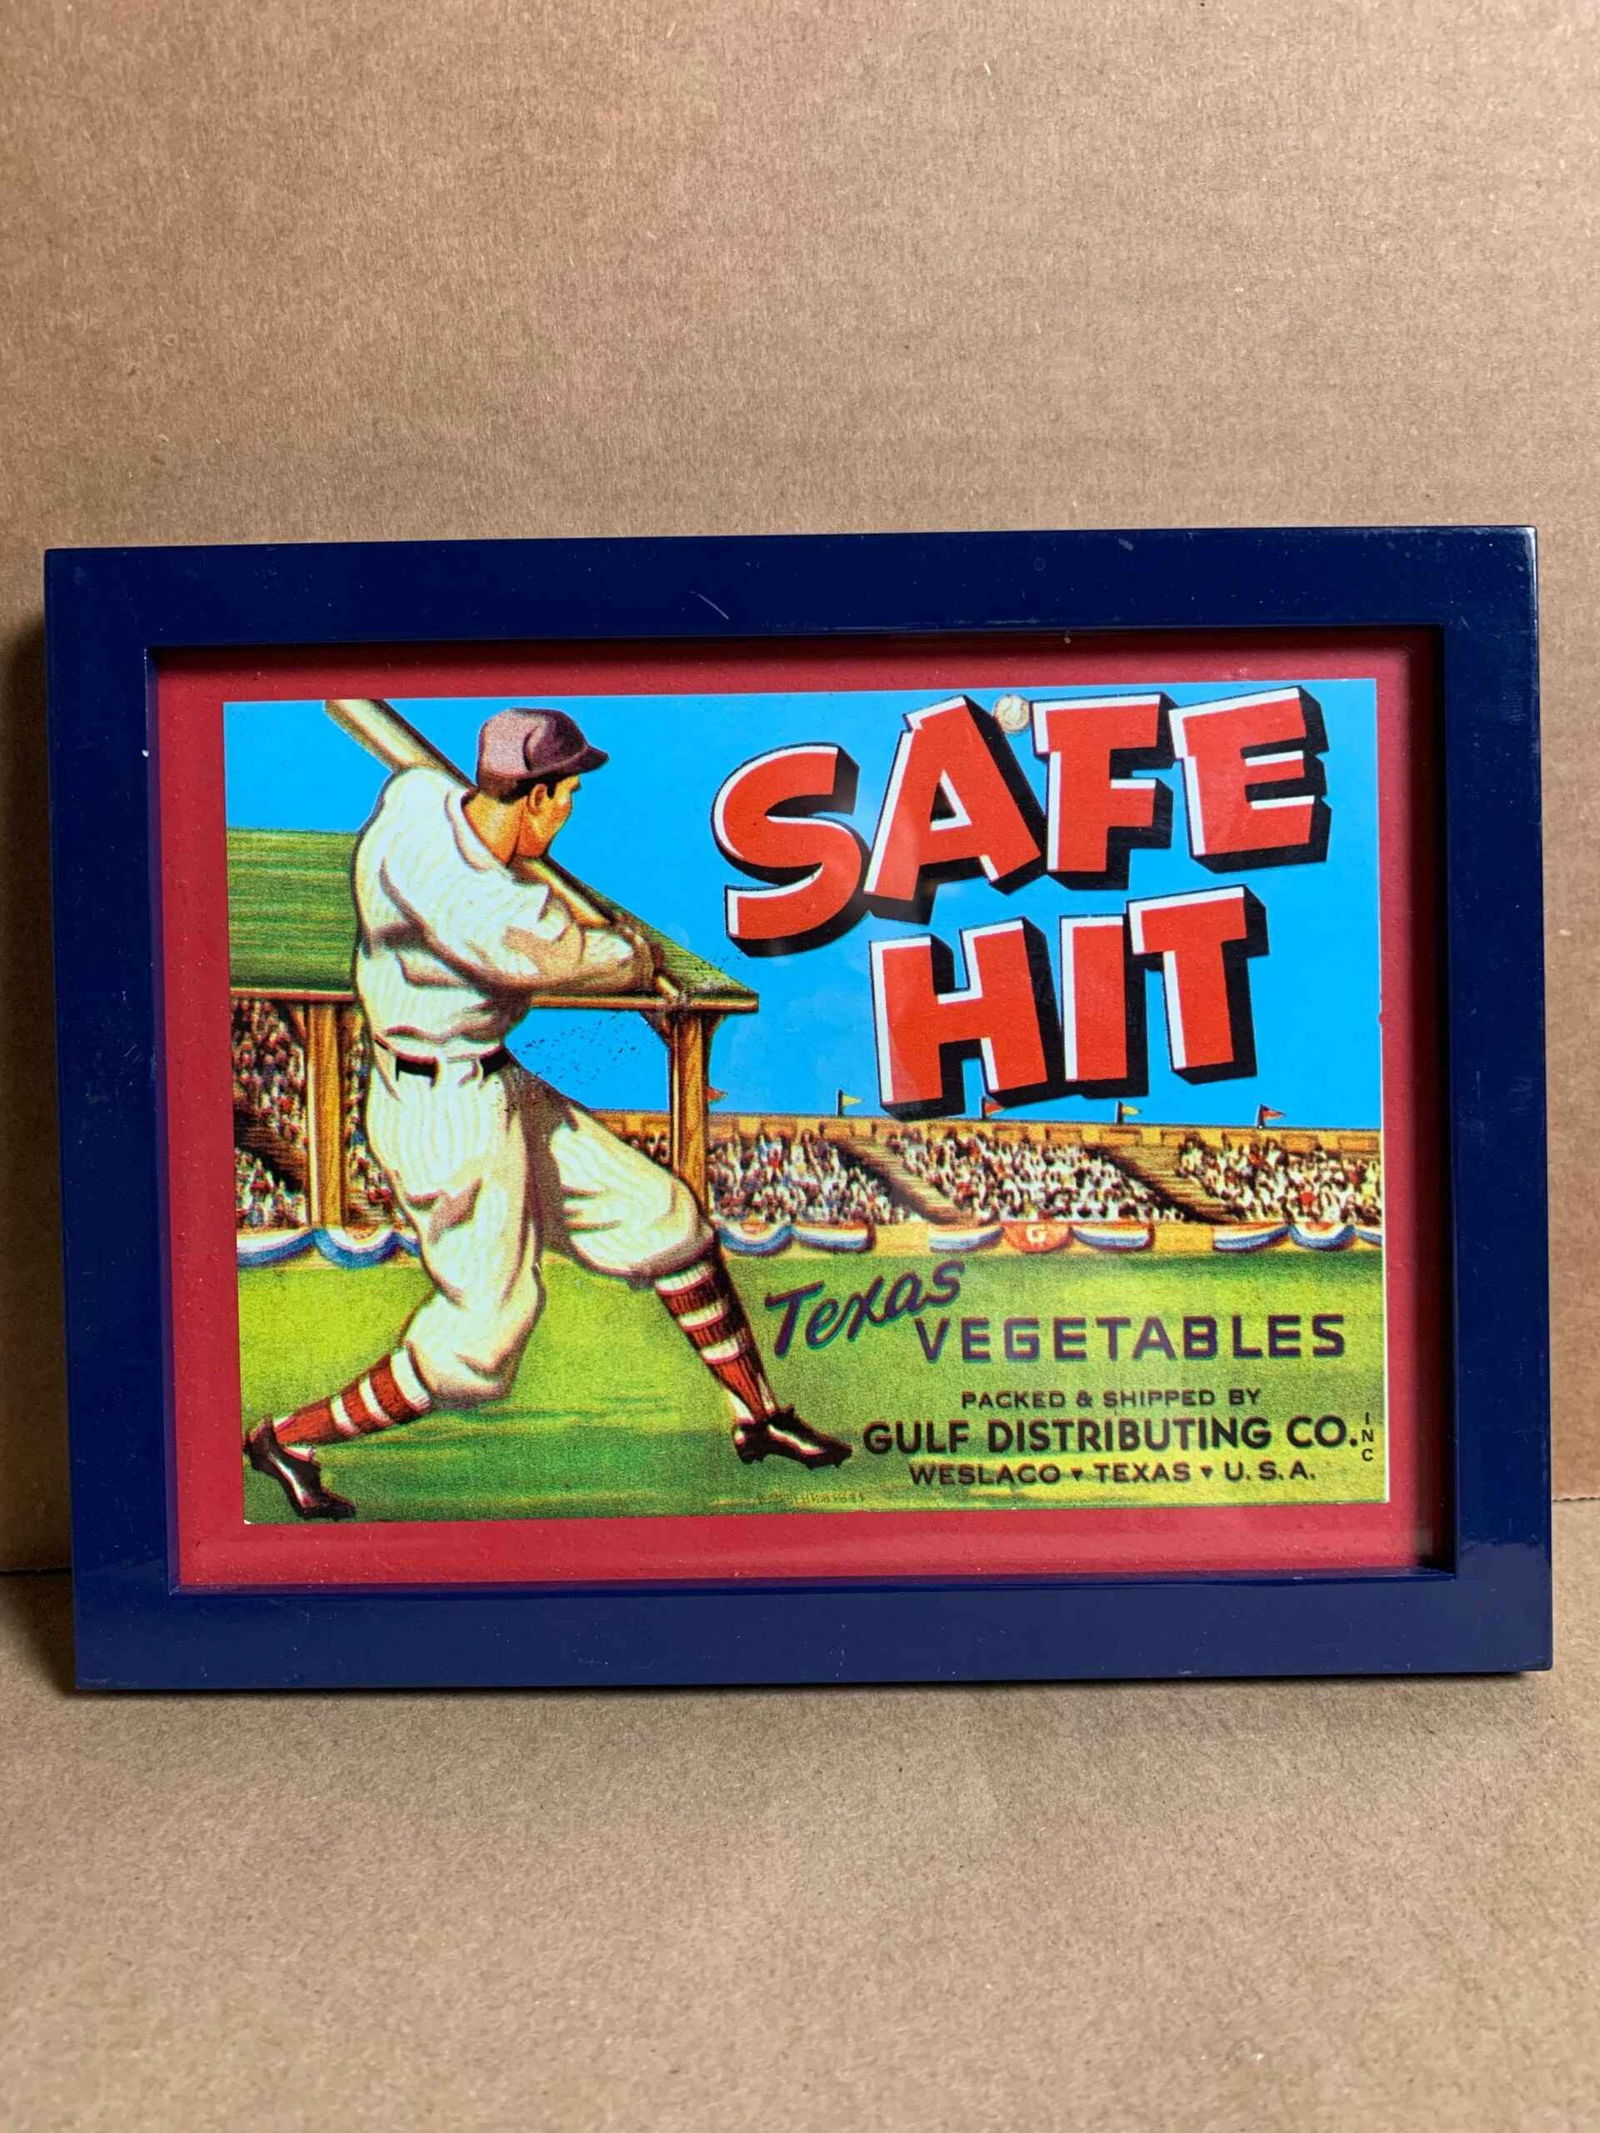 SAFE
HIT
G
Texas
VEGETABLES
PACKED & SHIPPED BY
GULF DISTRIBUTING CO. INC
WESLACO ▾ TEXAS ▾ U.S.A.